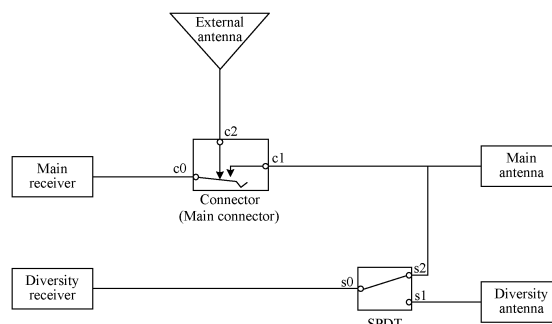 External
antenna
c2
c0
c1
Main
receiver
Main
antenna
Connector
(Main connector)
Diversity
receiver
s0
s2
s1
Diversity
antenna
SPDT